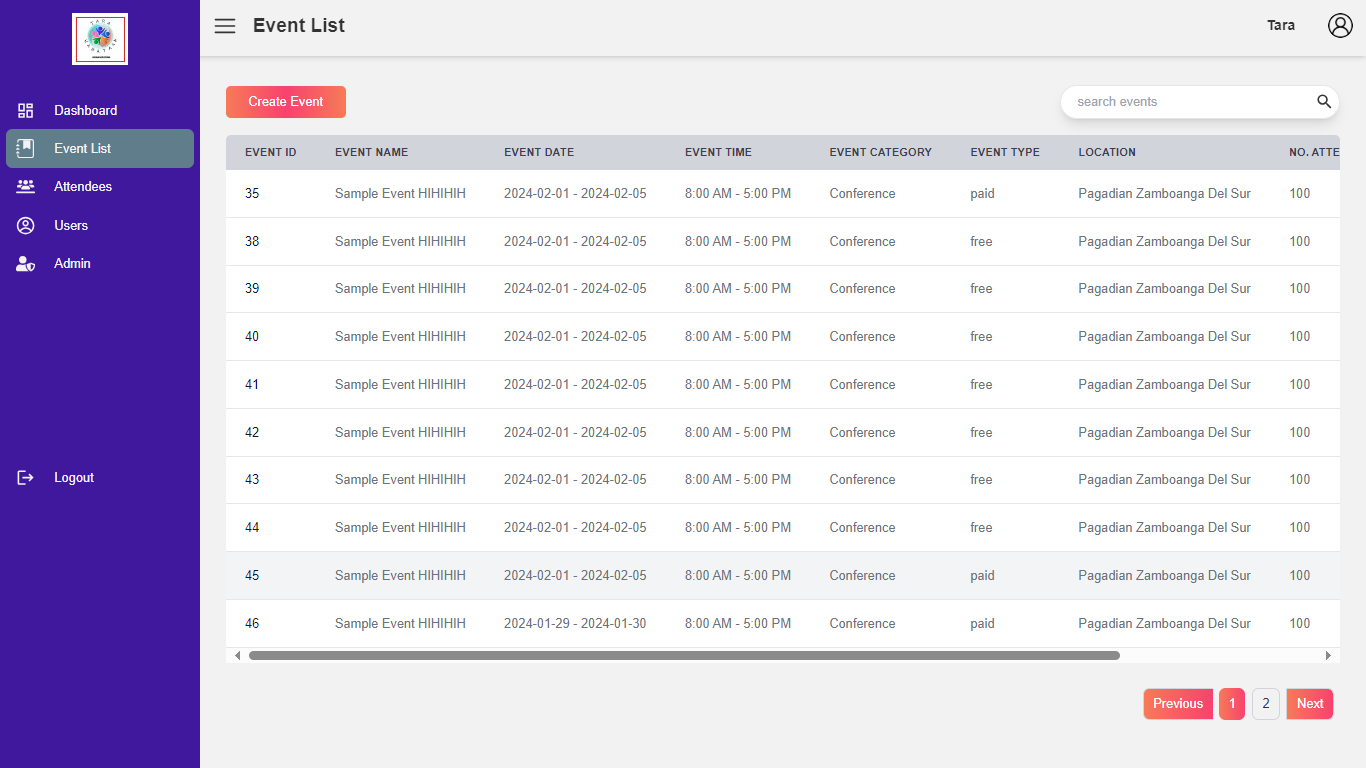 TARA
Event List
Tara
Dashboard
Event List
Attendees
Users
Admin
Logout
Create Event
search events
EVENT ID EVENT NAME EVENT DATE EVENT TIME EVENT CATEGORY EVENT TYPE LOCATION NO. ATTE
35 Sample Event HIHIHIH 2024-02-01 - 2024-02-05 8:00 AM - 5:00 PM Conference paid Pagadian Zamboanga Del Sur 100
38 Sample Event HIHIHIH 2024-02-01 - 2024-02-05 8:00 AM - 5:00 PM Conference free Pagadian Zamboanga Del Sur 100
39 Sample Event HIHIHIH 2024-02-01 - 2024-02-05 8:00 AM - 5:00 PM Conference free Pagadian Zamboanga Del Sur 100
40 Sample Event HIHIHIH 2024-02-01 - 2024-02-05 8:00 AM - 5:00 PM Conference free Pagadian Zamboanga Del Sur 100
41 Sample Event HIHIHIH 2024-02-01 - 2024-02-05 8:00 AM - 5:00 PM Conference free Pagadian Zamboanga Del Sur 100
42 Sample Event HIHIHIH 2024-02-01 - 2024-02-05 8:00 AM - 5:00 PM Conference free Pagadian Zamboanga Del Sur 100
43 Sample Event HIHIHIH 2024-02-01 - 2024-02-05 8:00 AM - 5:00 PM Conference free Pagadian Zamboanga Del Sur 100
44 Sample Event HIHIHIH 2024-02-01 - 2024-02-05 8:00 AM - 5:00 PM Conference free Pagadian Zamboanga Del Sur 100
45 Sample Event HIHIHIH 2024-02-01 - 2024-02-05 8:00 AM - 5:00 PM Conference paid Pagadian Zamboanga Del Sur 100
46 Sample Event HIHIHIH 2024-01-29 - 2024-01-30 8:00 AM - 5:00 PM Conference paid Pagadian Zamboanga Del Sur 100
Previous 1 2 Next